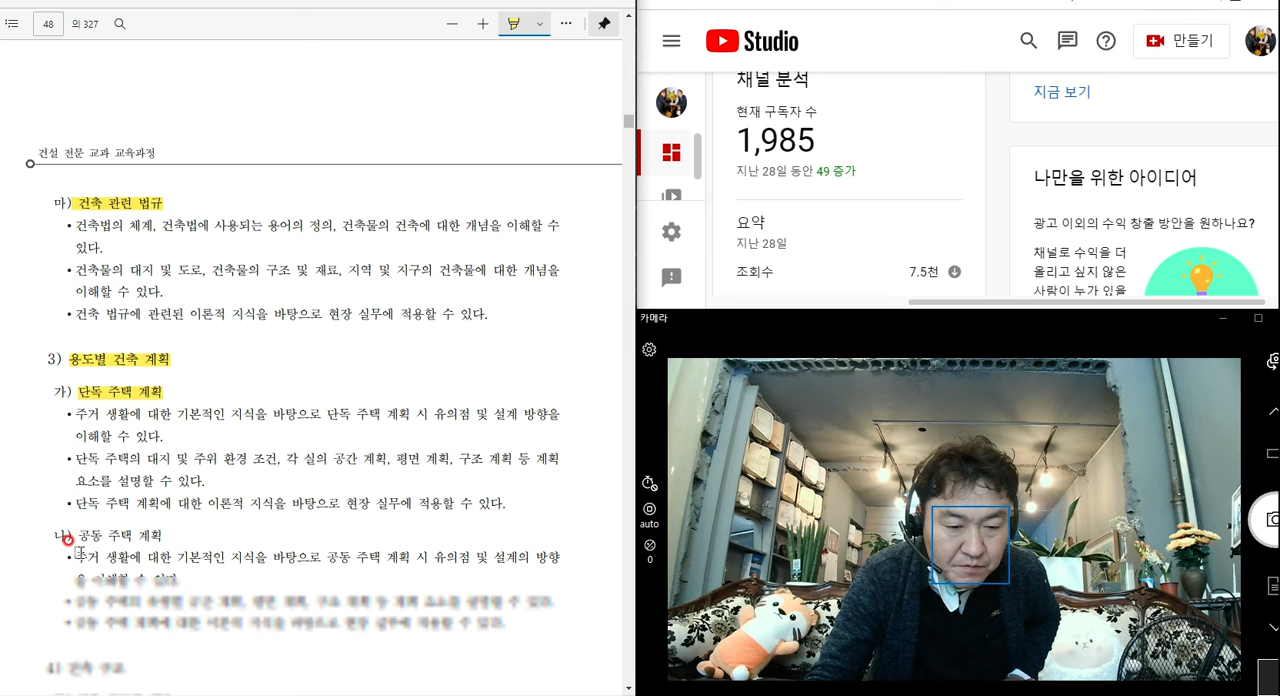 48
의 327
건설 전문 교과 교육과정
마) 건축 관련 법규
• 건축법의 체계, 건축법에 사용되는 용어의 정의, 건축물의 건축에 대한 개념을 이해할 수
있다.
• 건축물의 대지 및 도로, 건축물의 구조 및 재료, 지역 및 지구의 건축물에 대한 개념을
이해할 수 있다.
• 건축 법규에 관련된 이론적 지식을 바탕으로 현장 실무에 적용할 수 있다.
3) 용도별 건축 계획
가) 단독 주택 계획
• 주거 생활에 대한 기본적인 지식을 바탕으로 단독 주택 계획 시 유의점 및 설계 방향을
이해할 수 있다.
• 단독 주택의 대지 및 주위 환경 조건, 각 실의 공간 계획, 평면 계획, 구조 계획 등 계획
요소를 설명할 수 있다.
• 단독 주택 계획에 대한 이론적 지식을 바탕으로 현장 실무에 적용할 수 있다.
나) 공동 주택 계획
• 주거 생활에 대한 기본적인 지식을 바탕으로 공동 주택 계획 시 유의점 및 설계의 방향
Studio
만들기
채널 분석
현재 구독자 수
1,985
지난 28일 동안 49 증가
요약
지난 28일
조회수 7.5천
지금 보기
나만을 위한 아이디어
광고 이외의 수익 창출 방안을 원하나요?
채널로 수익을 더
올리고 싶지 않은
사람이 누가 있을
카메라
auto
0